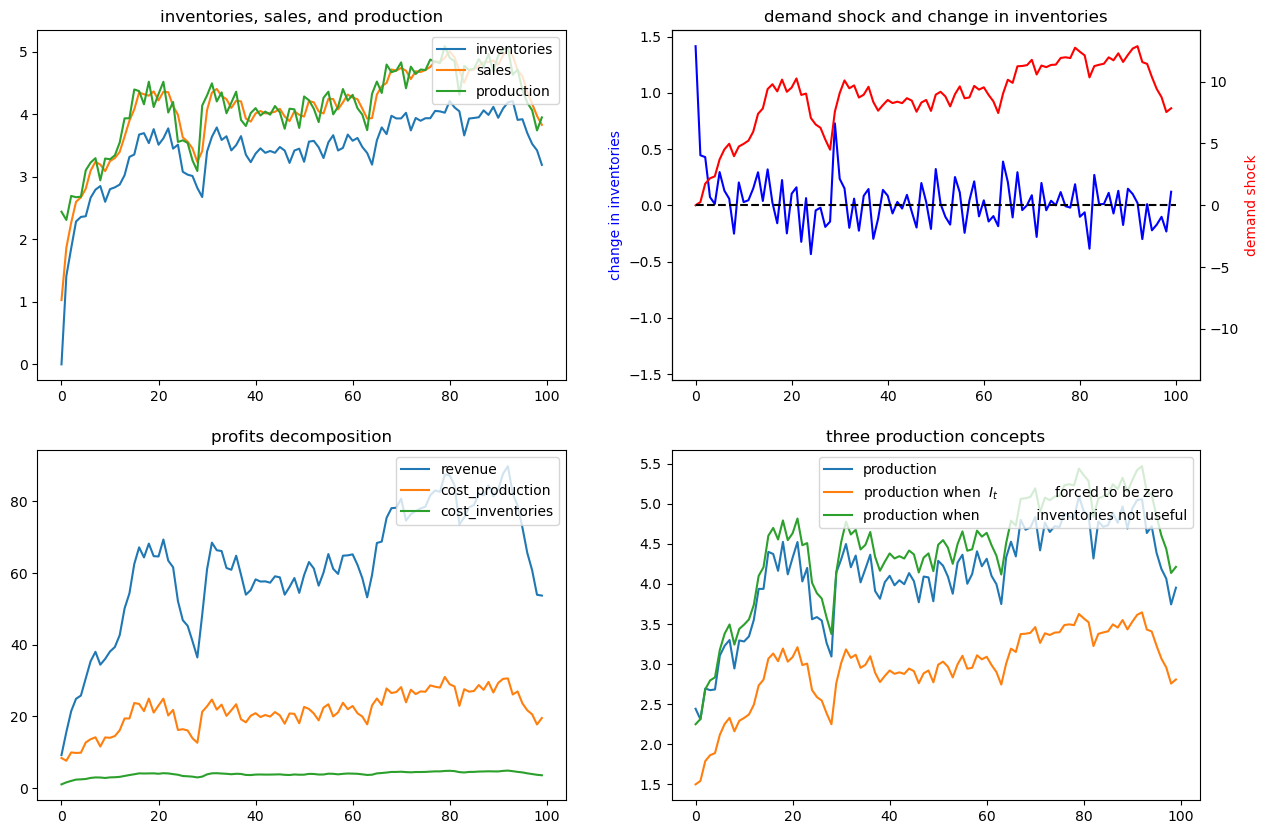 inventories, sales, and production
5
4
3
2
1
0
inventories
sales
production
0 20 40 60 80 100
demand shock and change in inventories
1.5
1.0
0.5
0.0
−0.5
−1.0
−1.5
change in inventories
10
5
0
−5
−10
demand shock
0 20 40 60 80 100
profits decomposition
80
60
40
20
0
revenue
cost_production
cost_inventories
0 20 40 60 80 100
three production concepts
5.5
5.0
4.5
4.0
3.5
3.0
2.5
2.0
1.5
production
production when I_t forced to be zero
production when inventories not useful
0 20 40 60 80 100